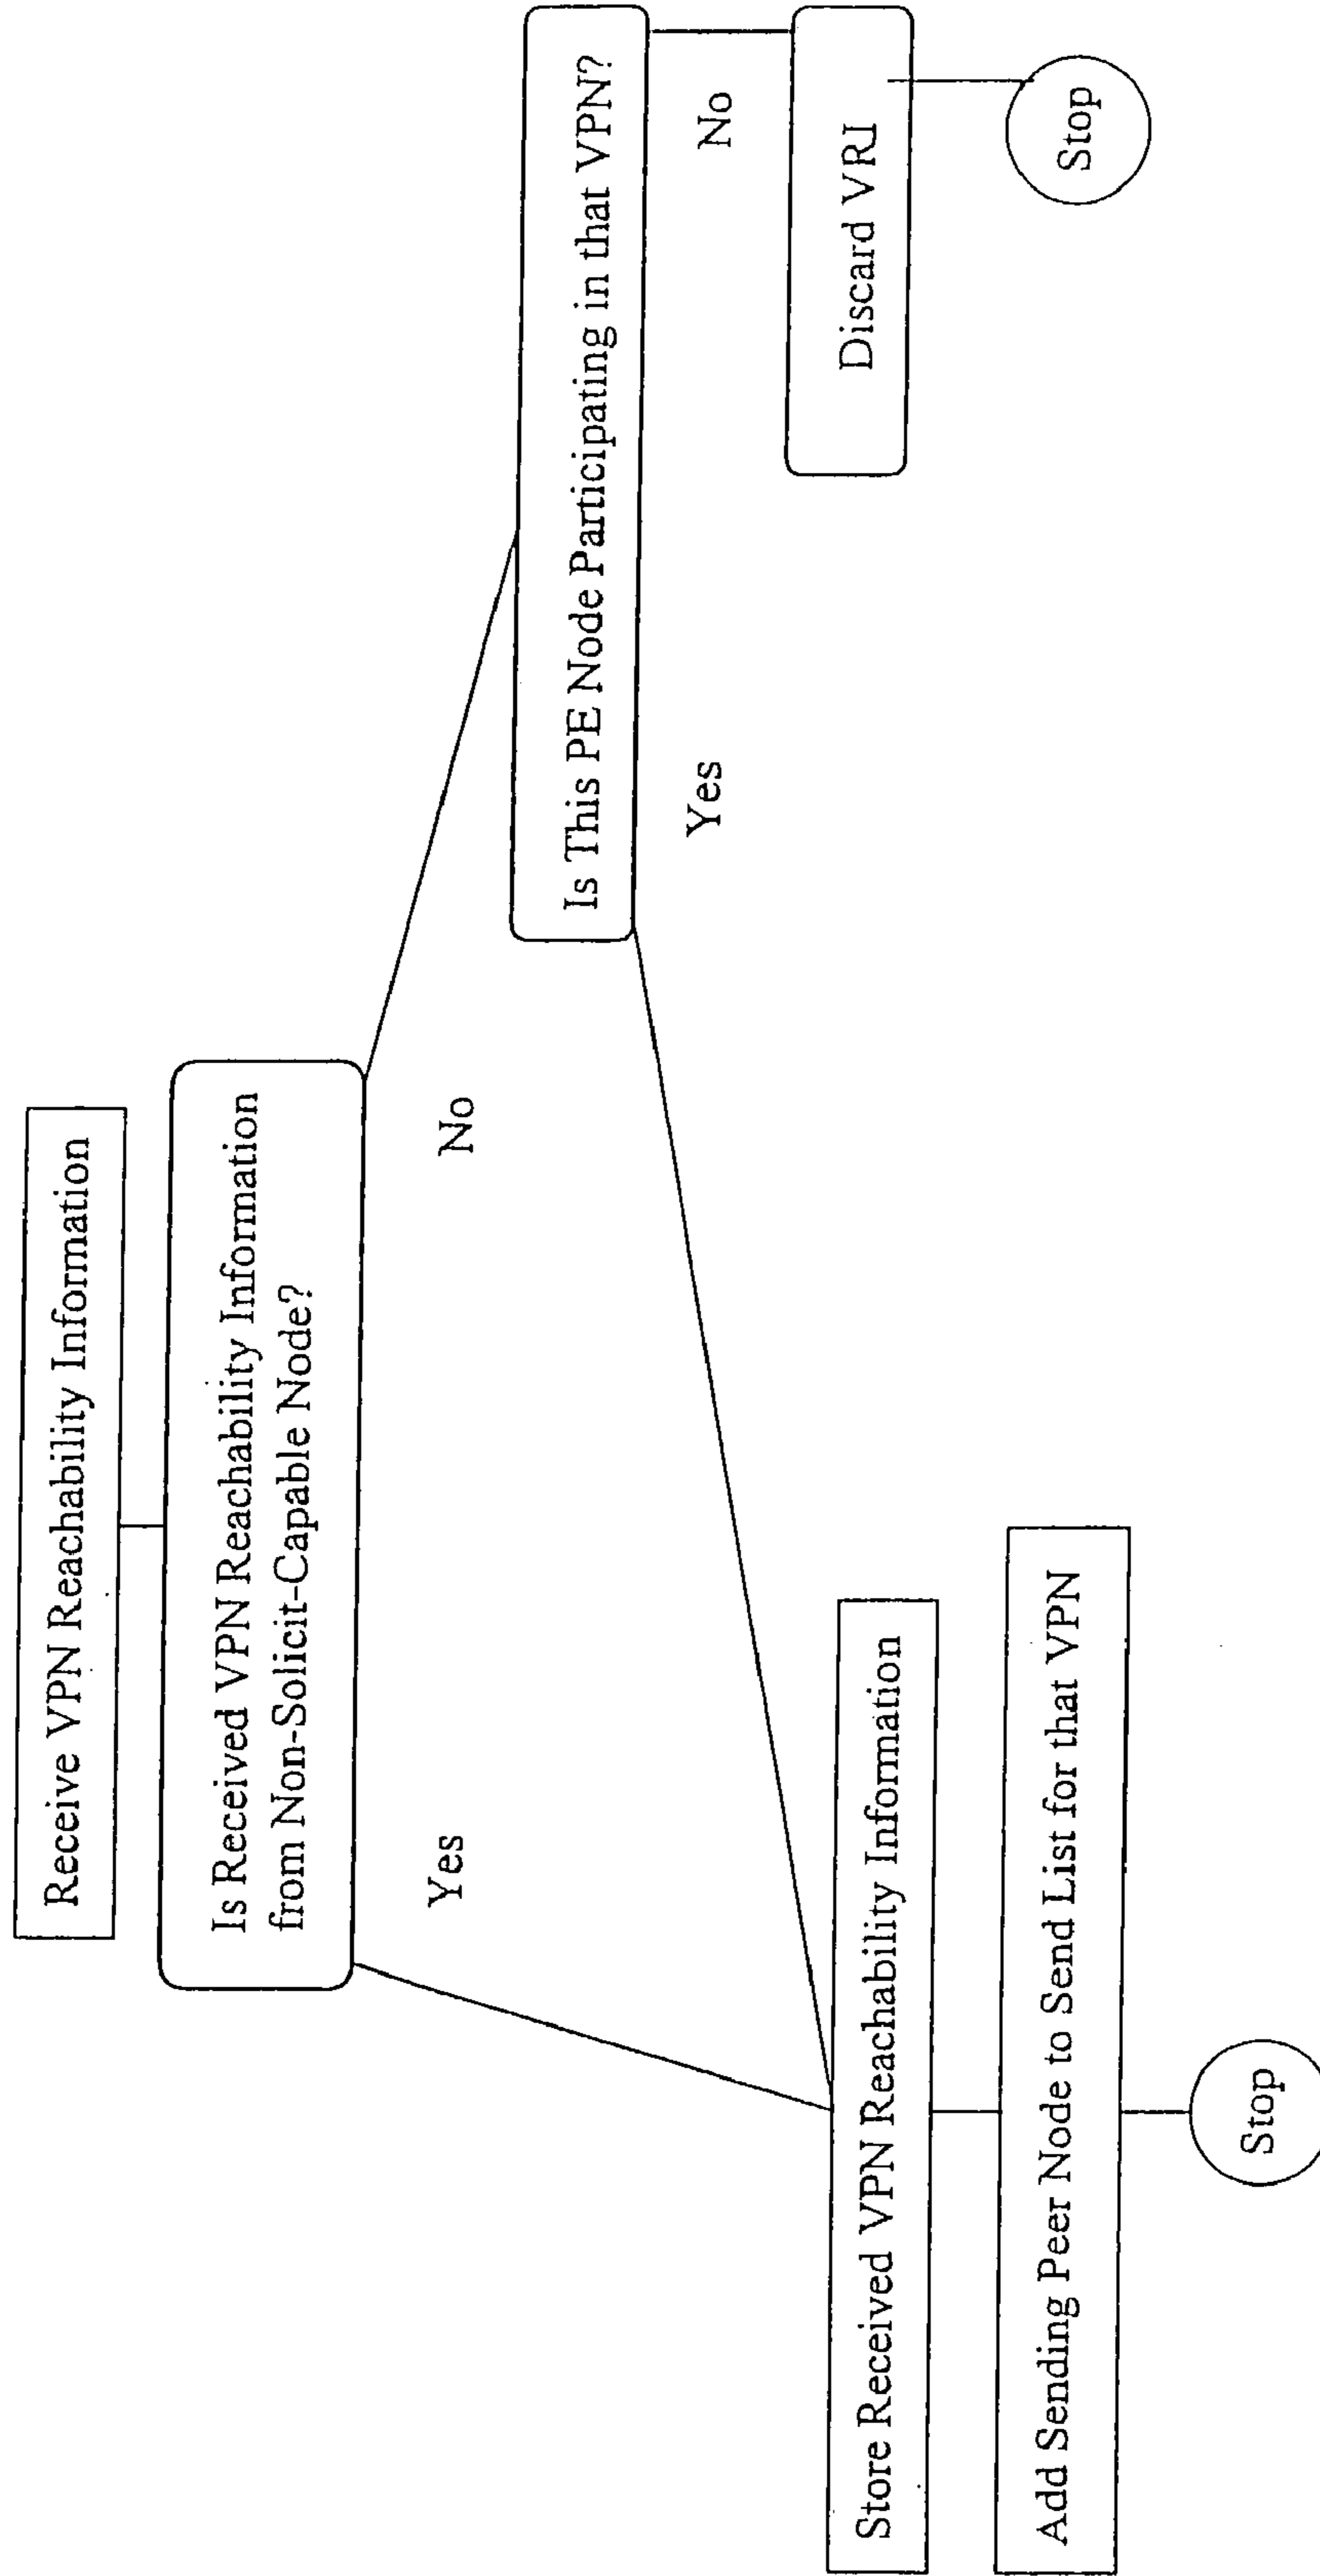 Receive VPN Reachability Information
Is Received VPN Reachability Information
from Non-Solicit-Capable Node?
Yes
No
Is This PE Node Participating in that VPN?
Yes
No
Discard VRI
Stop
Store Received VPN Reachability Information
Add Sending Peer Node to Send List for that VPN
Stop